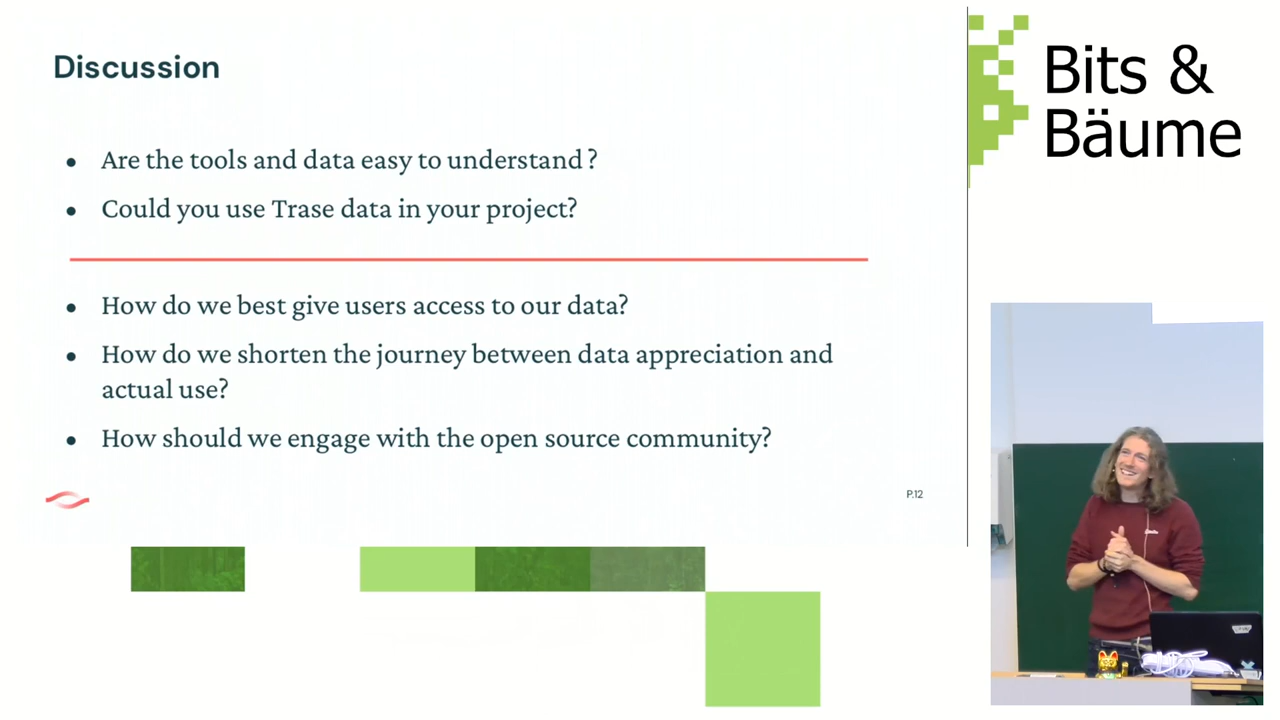 Discussion
• Are the tools and data easy to understand?
• Could you use Trase data in your project?
• How do we best give users access to our data?
• How do we shorten the journey between data appreciation and
actual use?
• How should we engage with the open source community?
P.12
Bits &
Bäume